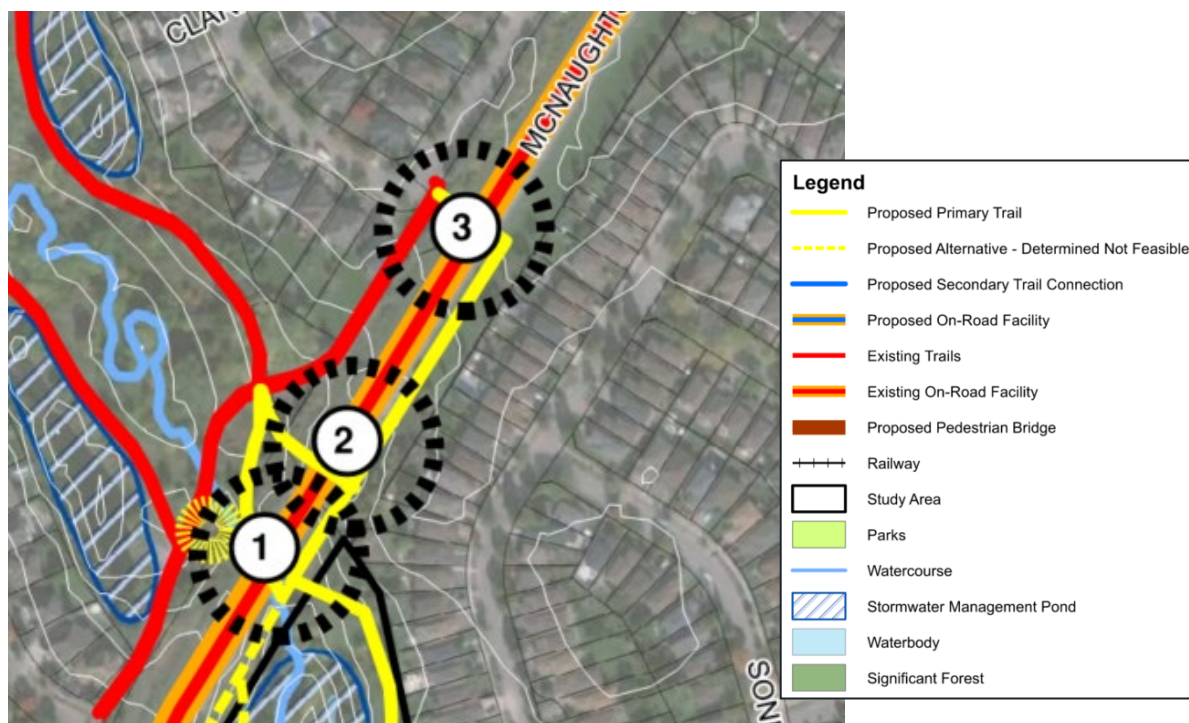 CLAR
MCNAUGHTO
3
2
1
SON
Legend
Proposed Primary Trail
Proposed Alternative - Determined Not Feasible
Proposed Secondary Trail Connection
Proposed On-Road Facility
Existing Trails
Existing On-Road Facility
Proposed Pedestrian Bridge
Railway
Study Area
Parks
Watercourse
Stormwater Management Pond
Waterbody
Significant Forest